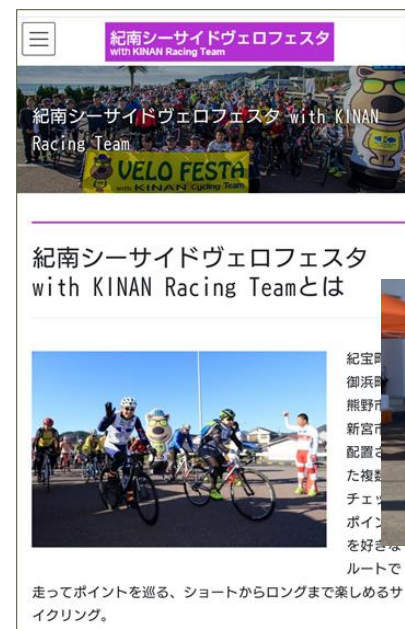 紀南シーサイドヴェロフェスタ
with KINAN Racing Team
紀南シーサイドヴェロフェスタ with KINAN
Racing Team
VELO FESTA
with KINAN Cycling Team
紀南シーサイドヴェロフェスタ
with KINAN Racing Teamとは
紀宝
御浜
熊野
新宮
配置
た複数
チェッ
ポイン
を好きな
ルートで
走ってポイントを巡る、ショートからロングまで楽しめるサ
イクリング。